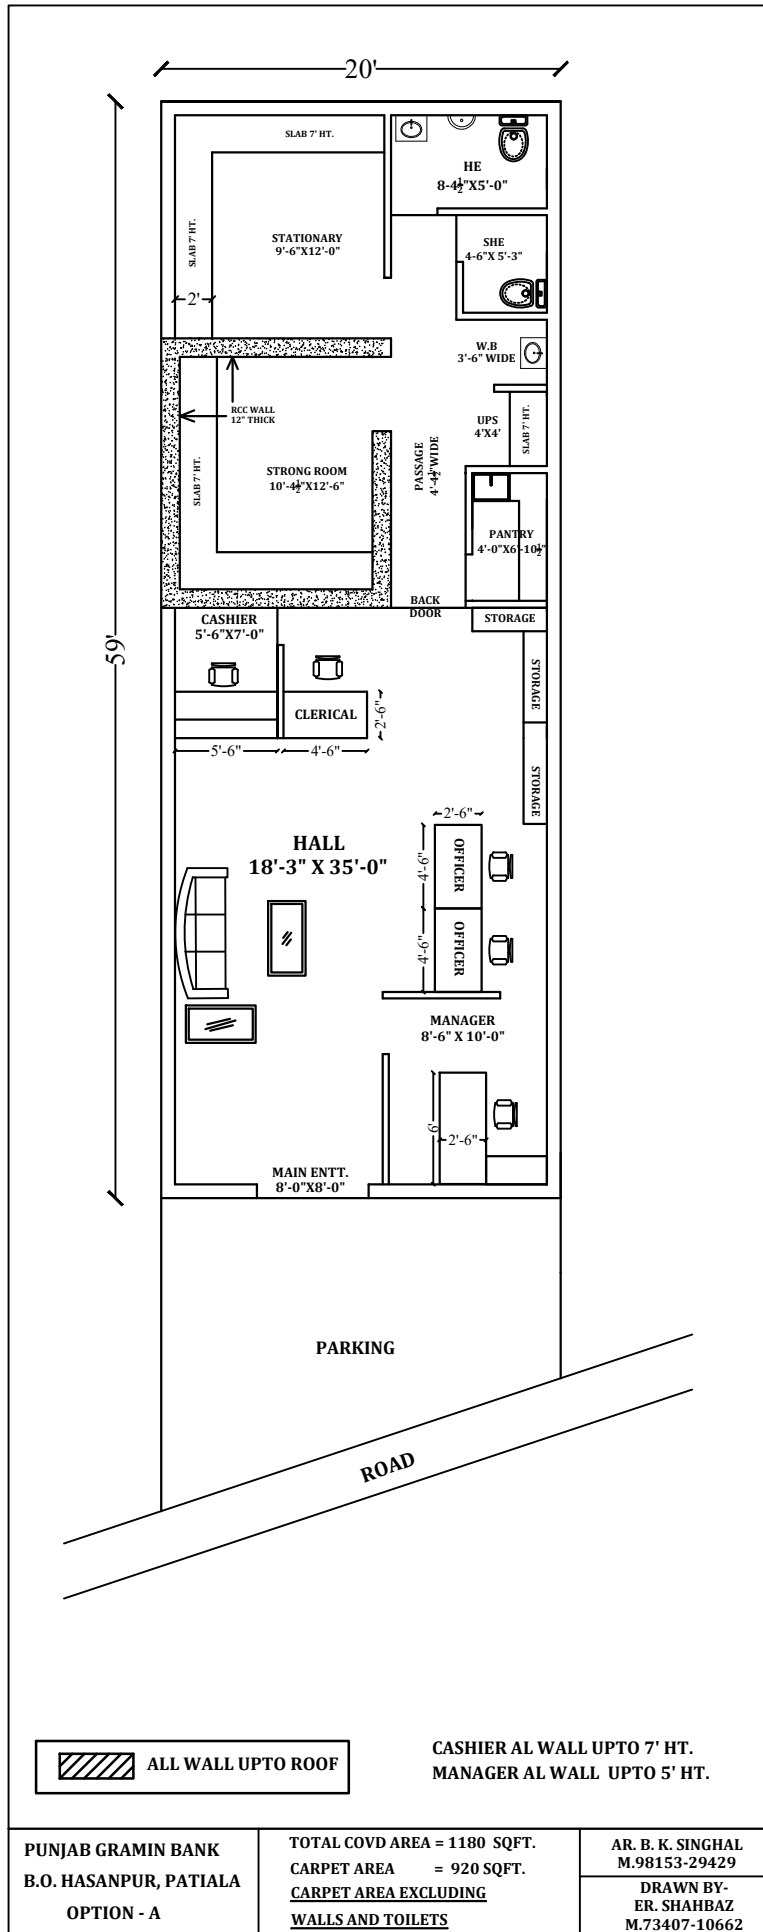 20'
SLAB 7' HT.
HE
8-4½"X5'-0"
STATIONARY
9'-6"X12'-0"
SLAB 7' HT.
SHE
4-6"X 5'-3"
2'
W.B
3'-6" WIDE
RCC WALL
12" THICK
UPS
4'X4'
SLAB 7' HT.
SLAB 7' HT.
STRONG ROOM
10'-4½"X12'-6"
PASSAGE
4'-4½"WIDE
PANTRY
4'-0"X6'-10½"
59'
BACK
DOOR
CASHIER
5'-6"X7'-0"
STORAGE
STORAGE
CLERICAL
2'-6"
5'-6"
4'-6"
STORAGE
2'-6"
HALL
18'-3" X 35'-0"
4'-6"
OFFICER
4'-6"
OFFICER
MANAGER
8'-6" X 10'-0"
6'
2'-6"
MAIN ENTT.
8'-0"X8'-0"
PARKING
ROAD
ALL WALL UPTO ROOF
CASHIER AL WALL UPTO 7' HT.
MANAGER AL WALL UPTO 5' HT.
PUNJAB GRAMIN BANK
B.O. HASANPUR, PATIALA
OPTION - A
TOTAL COVD AREA = 1180 SQFT.
CARPET AREA = 920 SQFT.
CARPET AREA EXCLUDING
WALLS AND TOILETS
AR. B. K. SINGHAL
M.98153-29429
DRAWN BY-
ER. SHAHBAZ
M.73407-10662